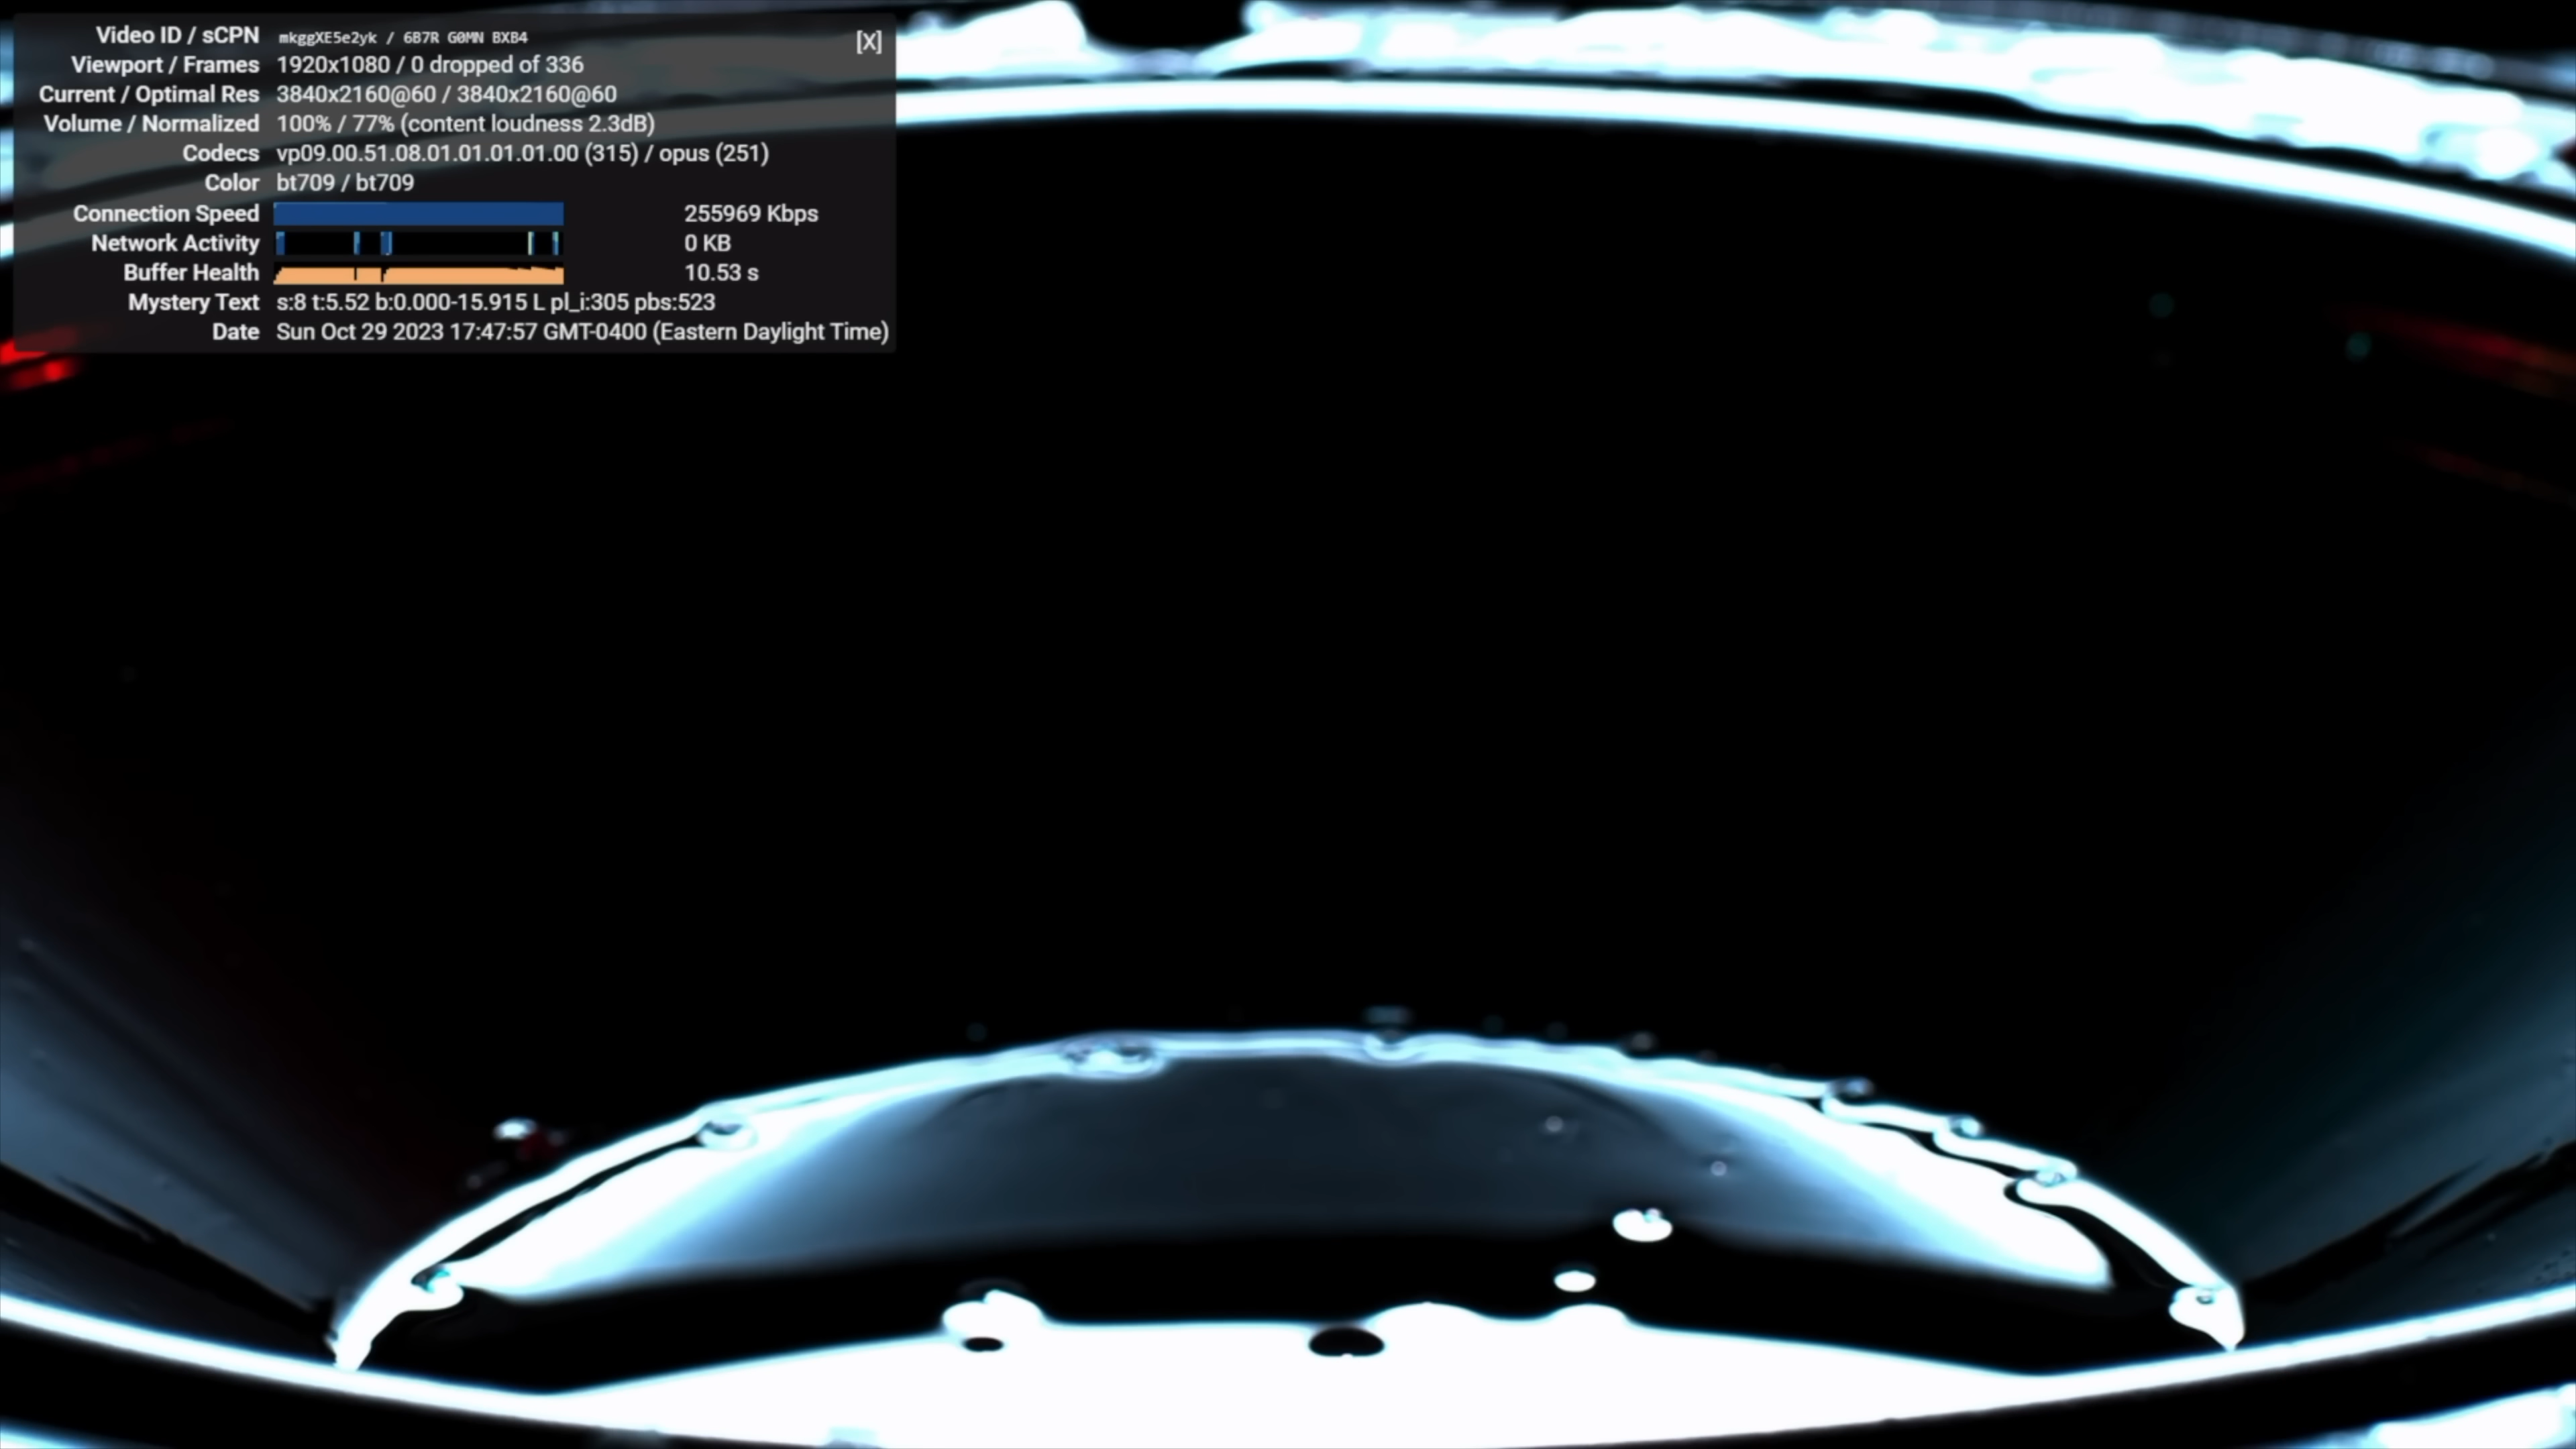 Video ID / sCPN mkggXE5e2yk / 6B7R G0MN BXB4
[X]
Viewport / Frames 1920x1080 / 0 dropped of 336
Current / Optimal Res 3840x2160@60 / 3840x2160@60
Volume / Normalized 100% / 77% (content loudness 2.3dB)
Codecs vp09.00.51.08.01.01.01.01.00 (315) / opus (251)
Color bt709 / bt709
Connection Speed 255969 Kbps
Network Activity 0 KB
Buffer Health 10.53 s
Mystery Text s:8 t:5.52 b:0.000-15.915 L pl_i:305 pbs:523
Date Sun Oct 29 2023 17:47:57 GMT-0400 (Eastern Daylight Time)